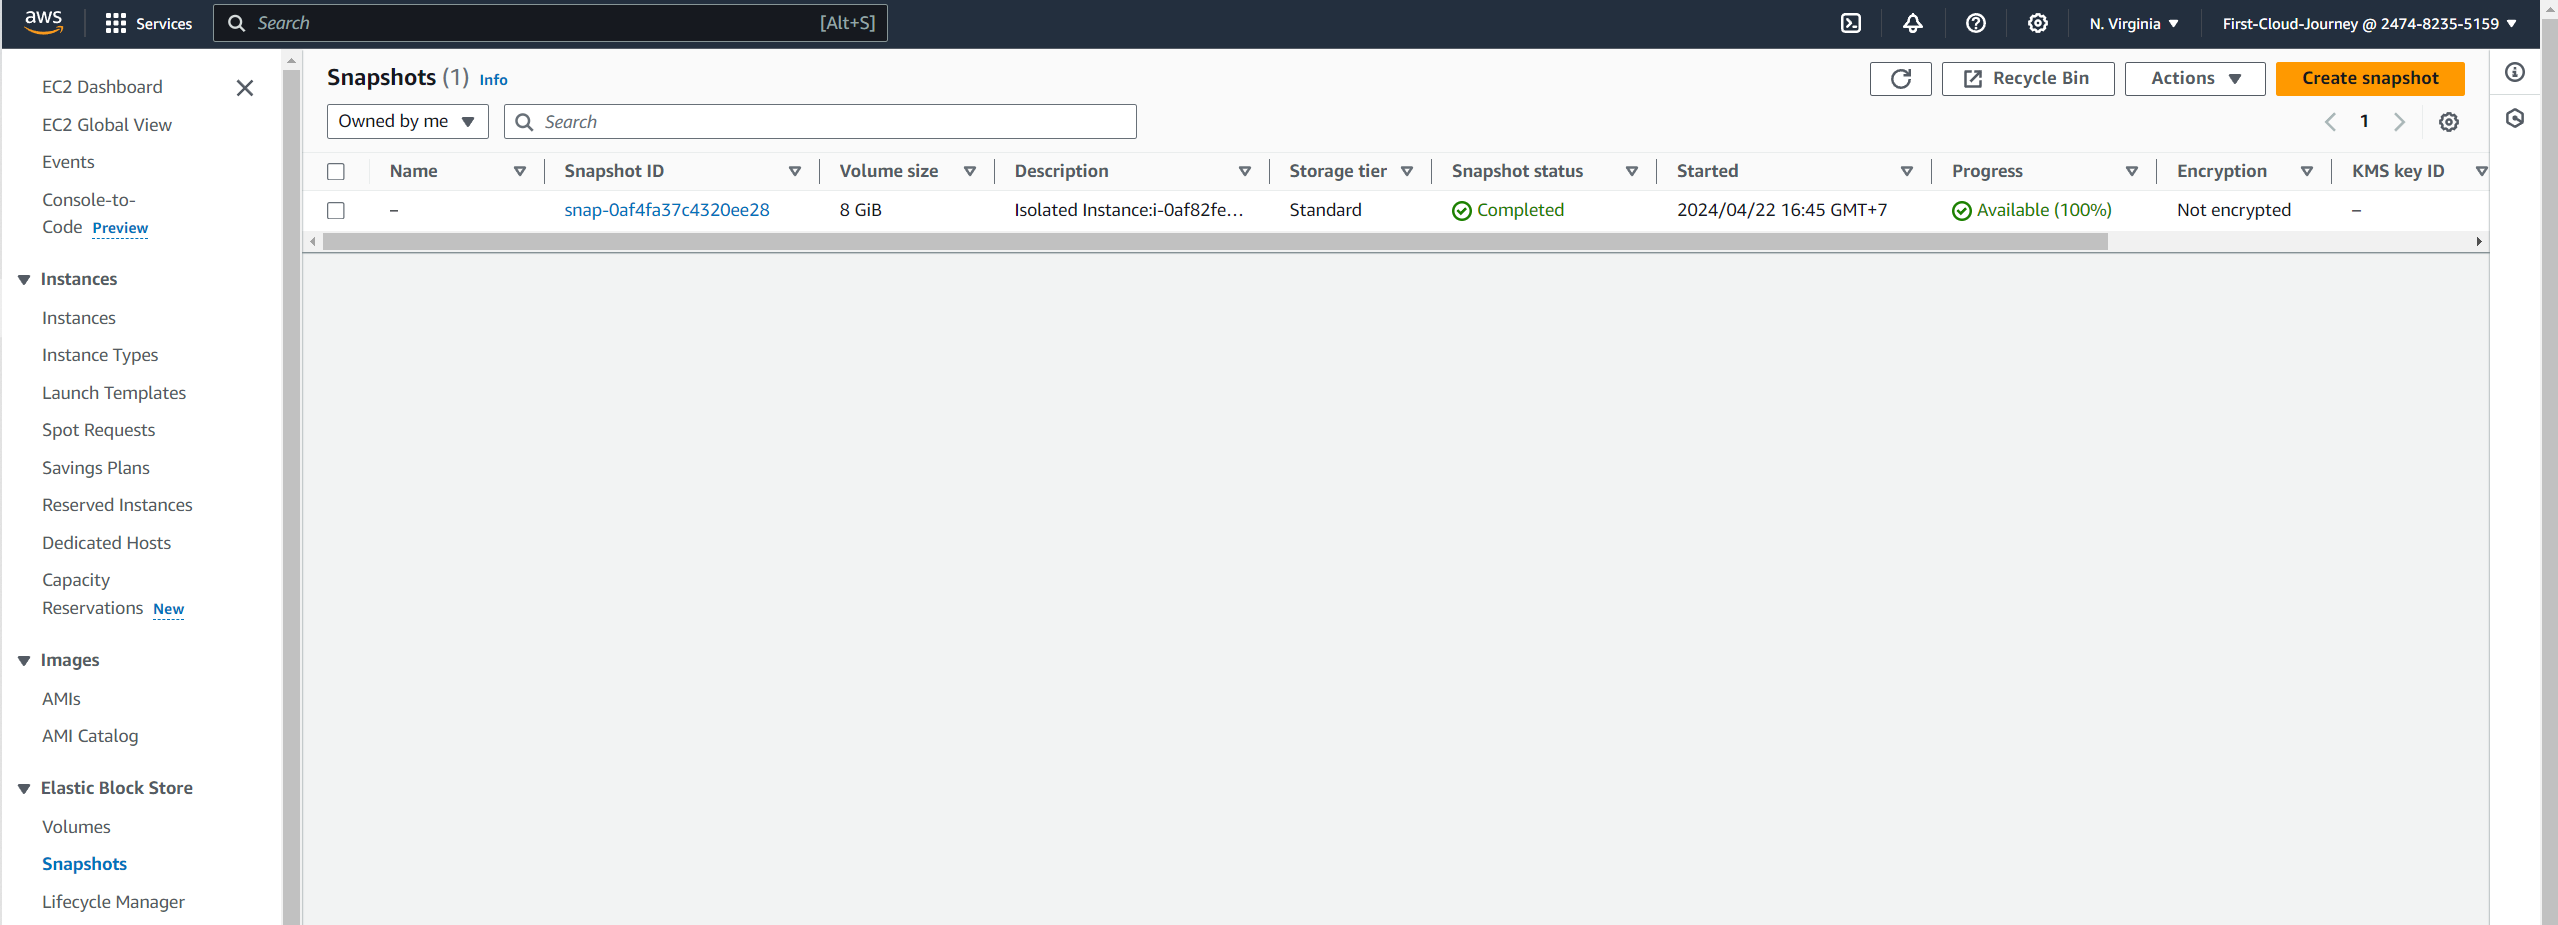 aws Services Search [Alt+S] N. Virginia First-Cloud-Journey @ 2474-8235-5159
EC2 Dashboard
EC2 Global View
Events
Console-to-
Code Preview
Instances
Instances
Instance Types
Launch Templates
Spot Requests
Savings Plans
Reserved Instances
Dedicated Hosts
Capacity
Reservations New
Images
AMIs
AMI Catalog
Elastic Block Store
Volumes
Snapshots
Lifecycle Manager
Snapshots (1) Info Recycle Bin Actions Create snapshot
Owned by me Search 1
Name Snapshot ID Volume size Description Storage tier Snapshot status Started Progress Encryption KMS key ID
– snap-0af4fa37c4320ee28 8 GiB Isolated Instance:i-0af82fe... Standard Completed 2024/04/22 16:45 GMT+7 Available (100%) Not encrypted –